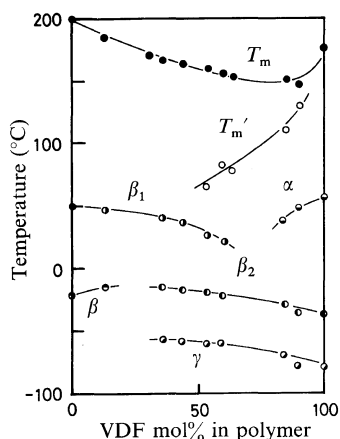 200
100
0
-100
Temperature (°C)
T_m
T_m′
α
β₁
β₂
β
γ
0
50
100
VDF mol% in polymer